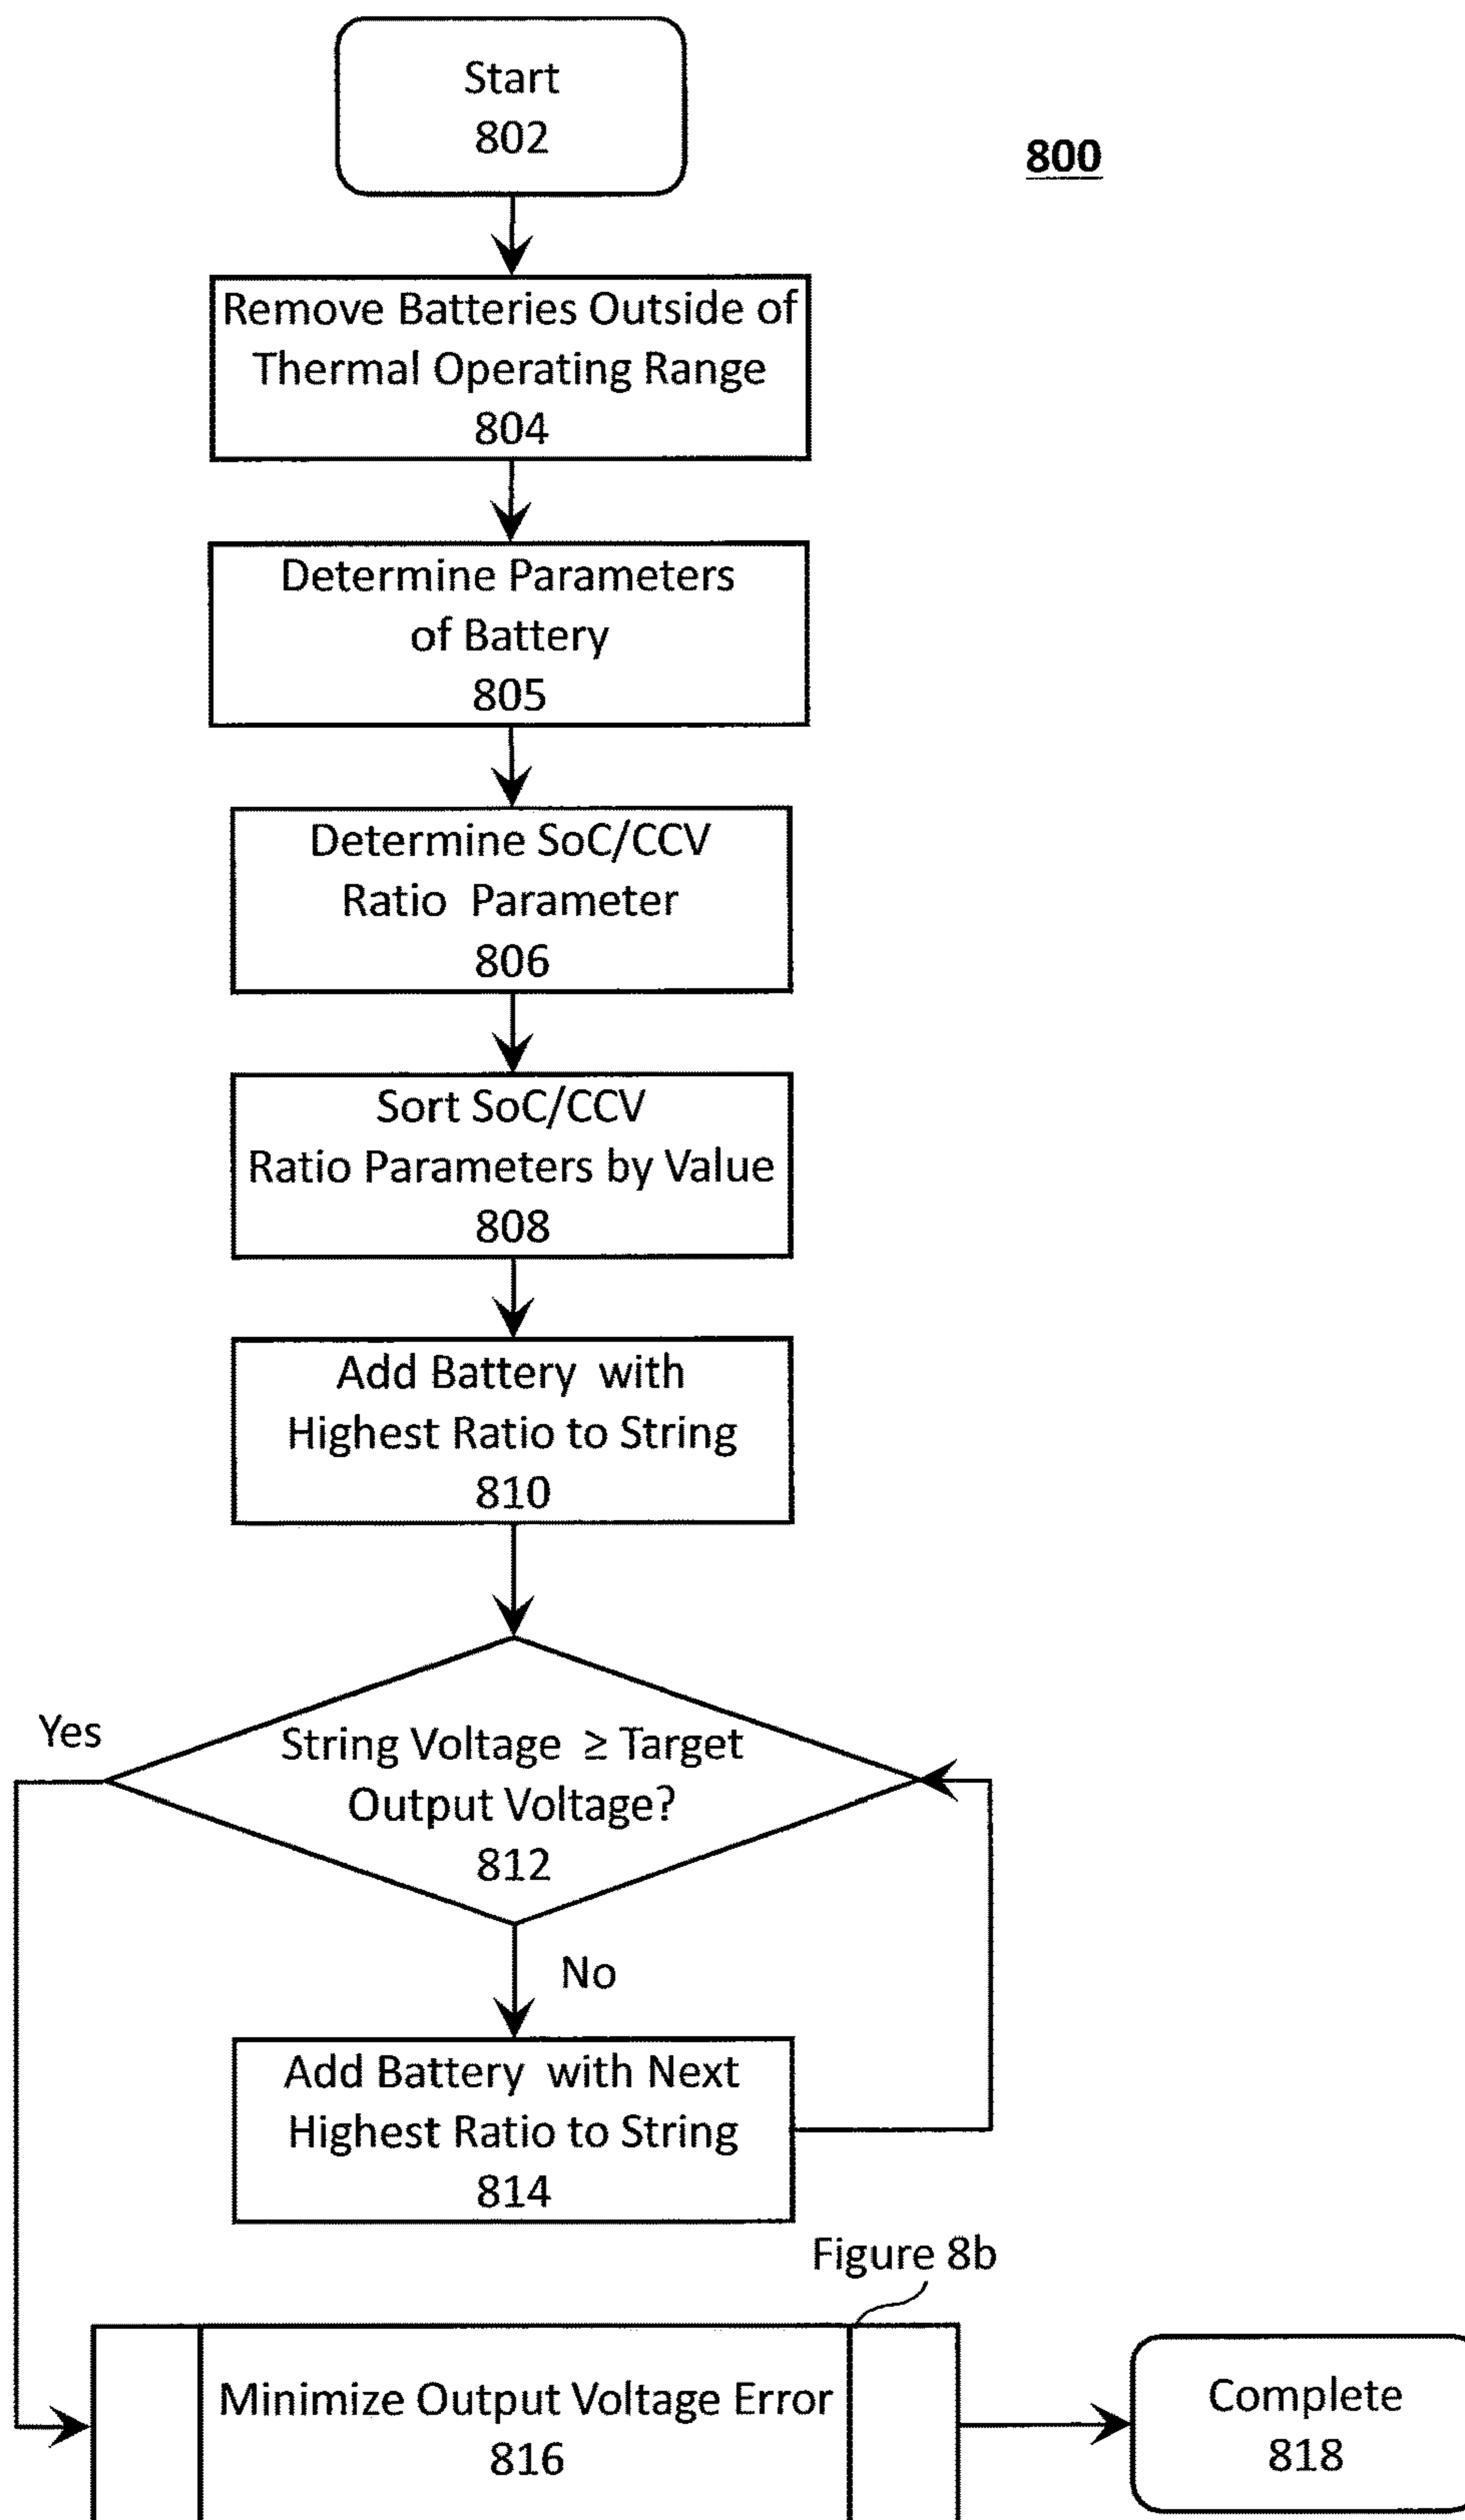 Start
802
800
Remove Batteries Outside of
Thermal Operating Range
804
Determine Parameters
of Battery
805
Determine SoC/CCV
Ratio Parameter
806
Sort SoC/CCV
Ratio Parameters by Value
808
Add Battery with
Highest Ratio to String
810
Yes
String Voltage ≥ Target
Output Voltage?
812
No
Add Battery with Next
Highest Ratio to String
814
Figure 8b
Minimize Output Voltage Error
816
Complete
818